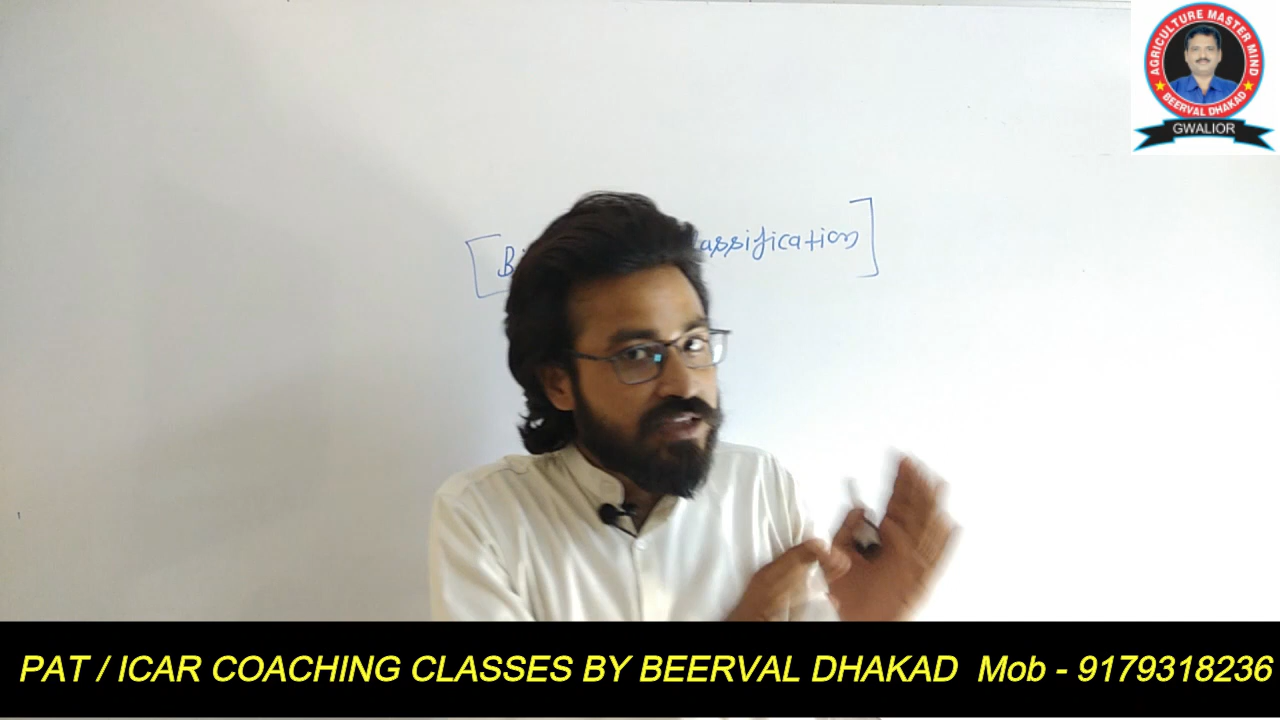 AGRICULTURE MASTER MIND
BEERVAL DHAKAD
GWALIOR
[ assification ]
PAT / ICAR COACHING CLASSES BY BEERVAL DHAKAD Mob - 9179318236